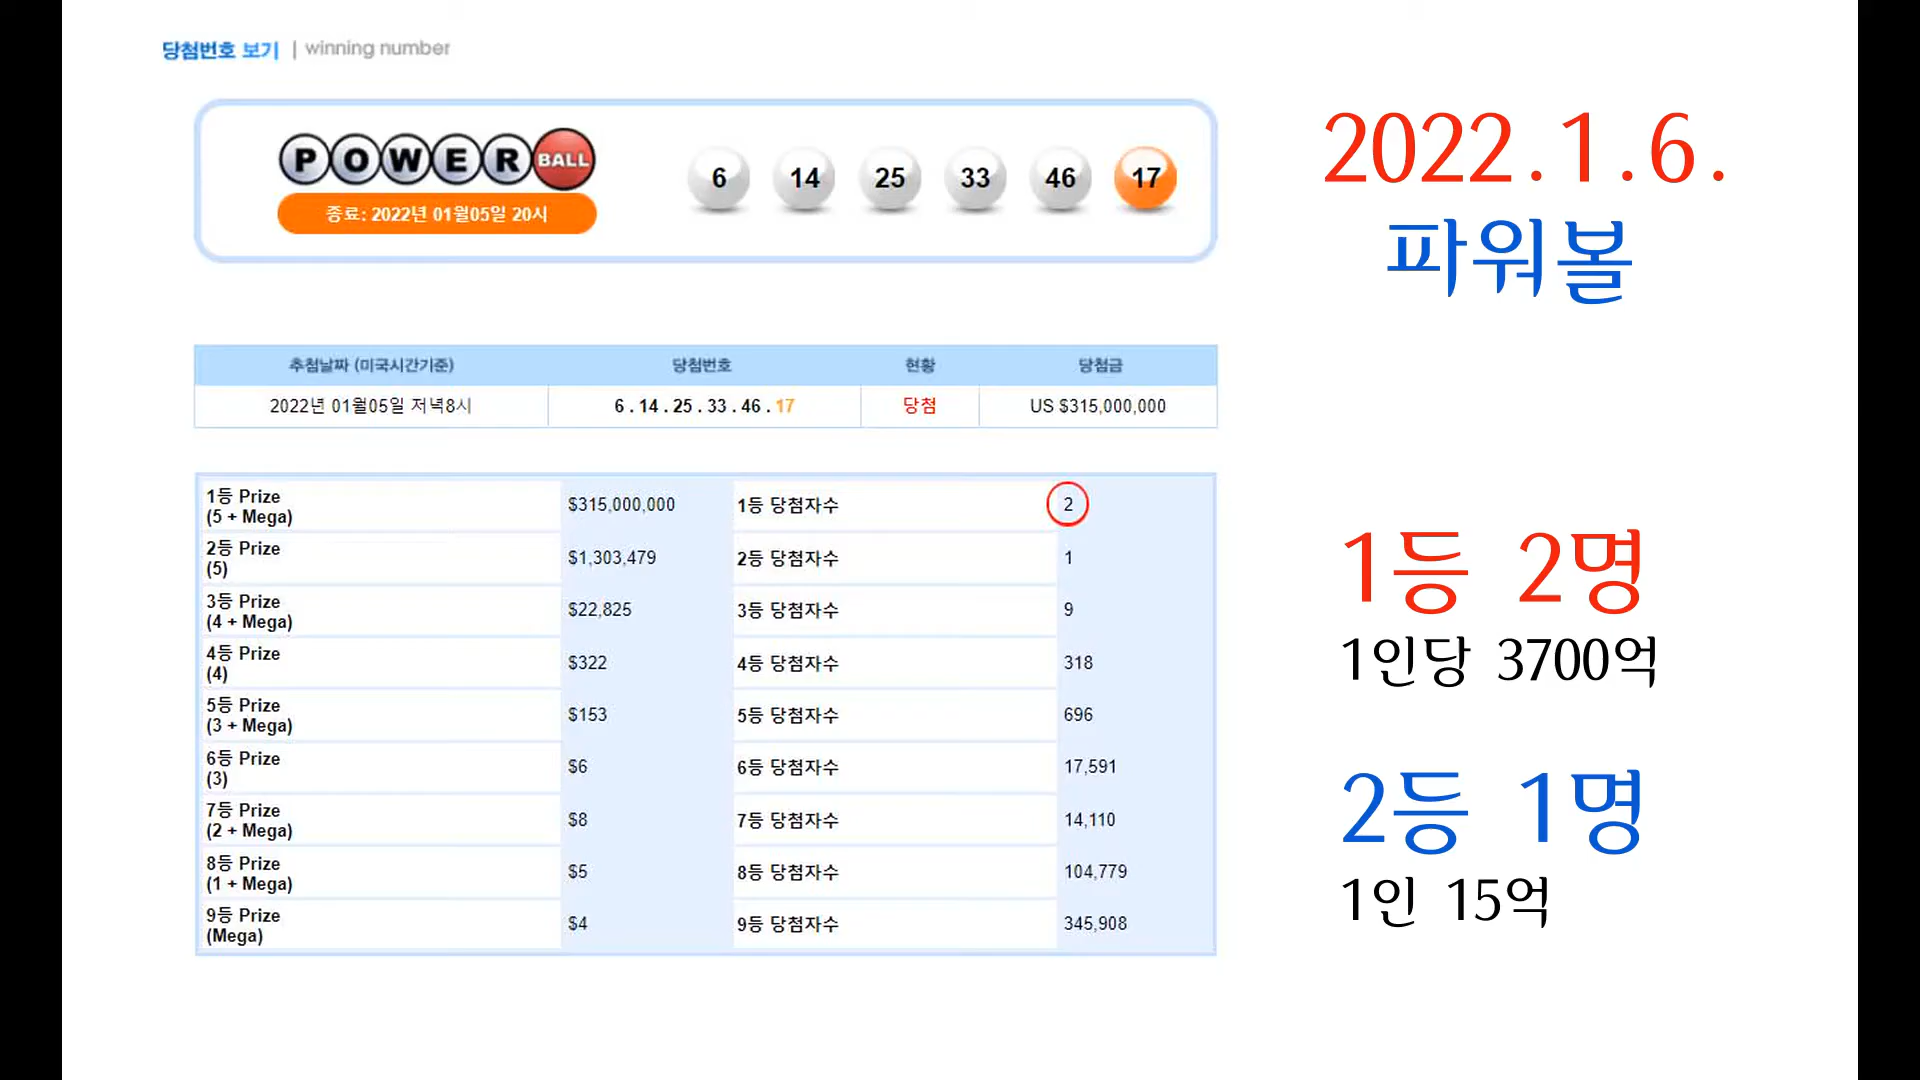 당첨번호 보기 | winning number
POWER BALL
종료: 2022년 01월05일 20시
6 14 25 33 46 17
2022.1.6.
파워볼
추첨날짜 (미국시간기준) 당첨번호 현황 당첨금
2022년 01월05일 저녁8시 6 . 14 . 25 . 33 . 46 . 17 당첨 US $315,000,000
1등 Prize
(5 + Mega) $315,000,000 1등 당첨자수 2
2등 Prize
(5) $1,303,479 2등 당첨자수 1
3등 Prize
(4 + Mega) $22,825 3등 당첨자수 9
4등 Prize
(4) $322 4등 당첨자수 318
5등 Prize
(3 + Mega) $153 5등 당첨자수 696
6등 Prize
(3) $6 6등 당첨자수 17,591
7등 Prize
(2 + Mega) $8 7등 당첨자수 14,110
8등 Prize
(1 + Mega) $5 8등 당첨자수 104,779
9등 Prize
(Mega) $4 9등 당첨자수 345,908
1등 2명
1인당 3700억
2등 1명
1인 15억